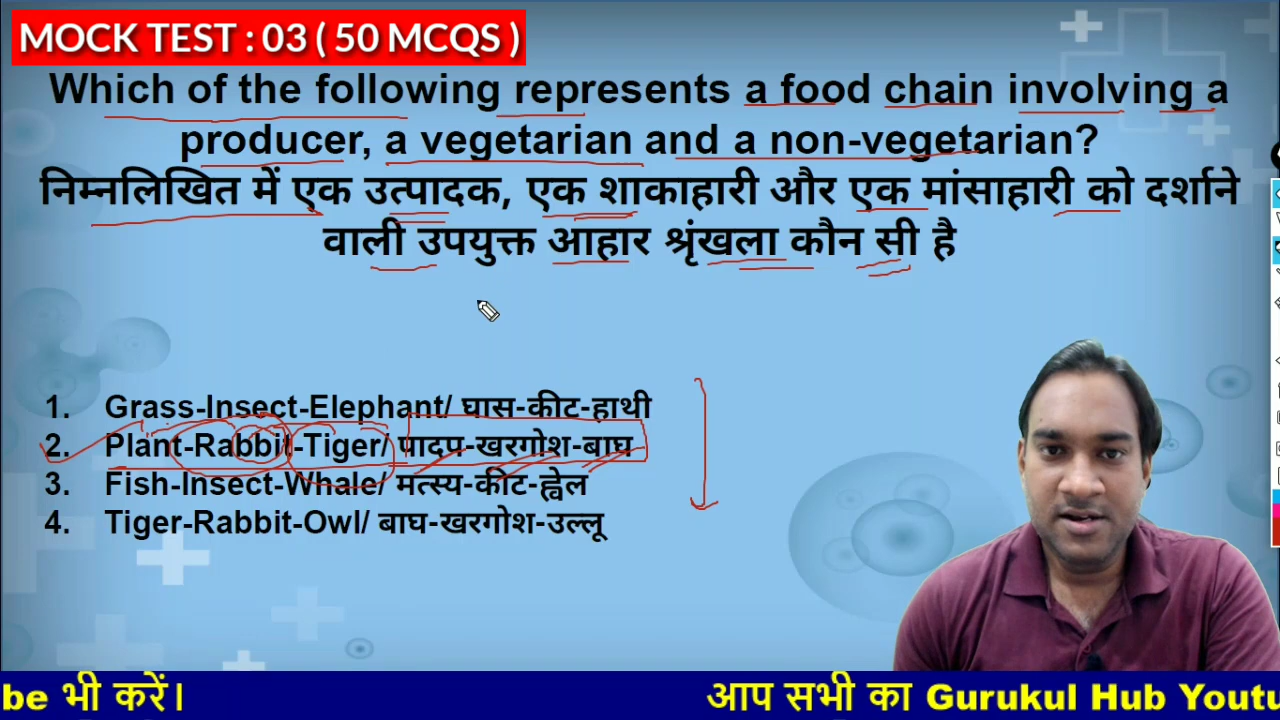 MOCK TEST : 03 ( 50 MCQS )
Which of the following represents a food chain involving a
producer, a vegetarian and a non-vegetarian?
निम्नलिखित में एक उत्पादक, एक शाकाहारी और एक मांसाहारी को दर्शाने
वाली उपयुक्त आहार श्रृंखला कौन सी है
1. Grass-Insect-Elephant/ घास-कीट-हाथी
2. Plant-Rabbit-Tiger/ पादप-खरगोश-बाघ
3. Fish-Insect-Whale/ मत्स्य-कीट-ह्वेल
4. Tiger-Rabbit-Owl/ बाघ-खरगोश-उल्लू
be भी करें। आप सभी का Gurukul Hub Youtu